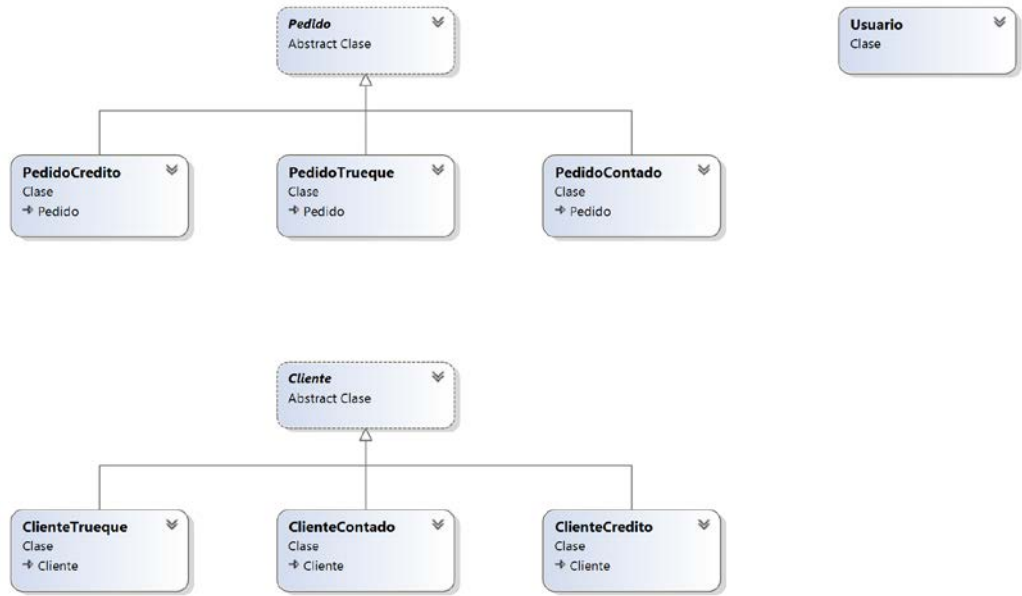 Pedido
Abstract Clase
Usuario
Clase
PedidoCredito
Clase
Pedido
PedidoTrueque
Clase
Pedido
PedidoContado
Clase
Pedido
Cliente
Abstract Clase
ClienteTrueque
Clase
Cliente
ClienteContado
Clase
Cliente
ClienteCredito
Clase
Cliente